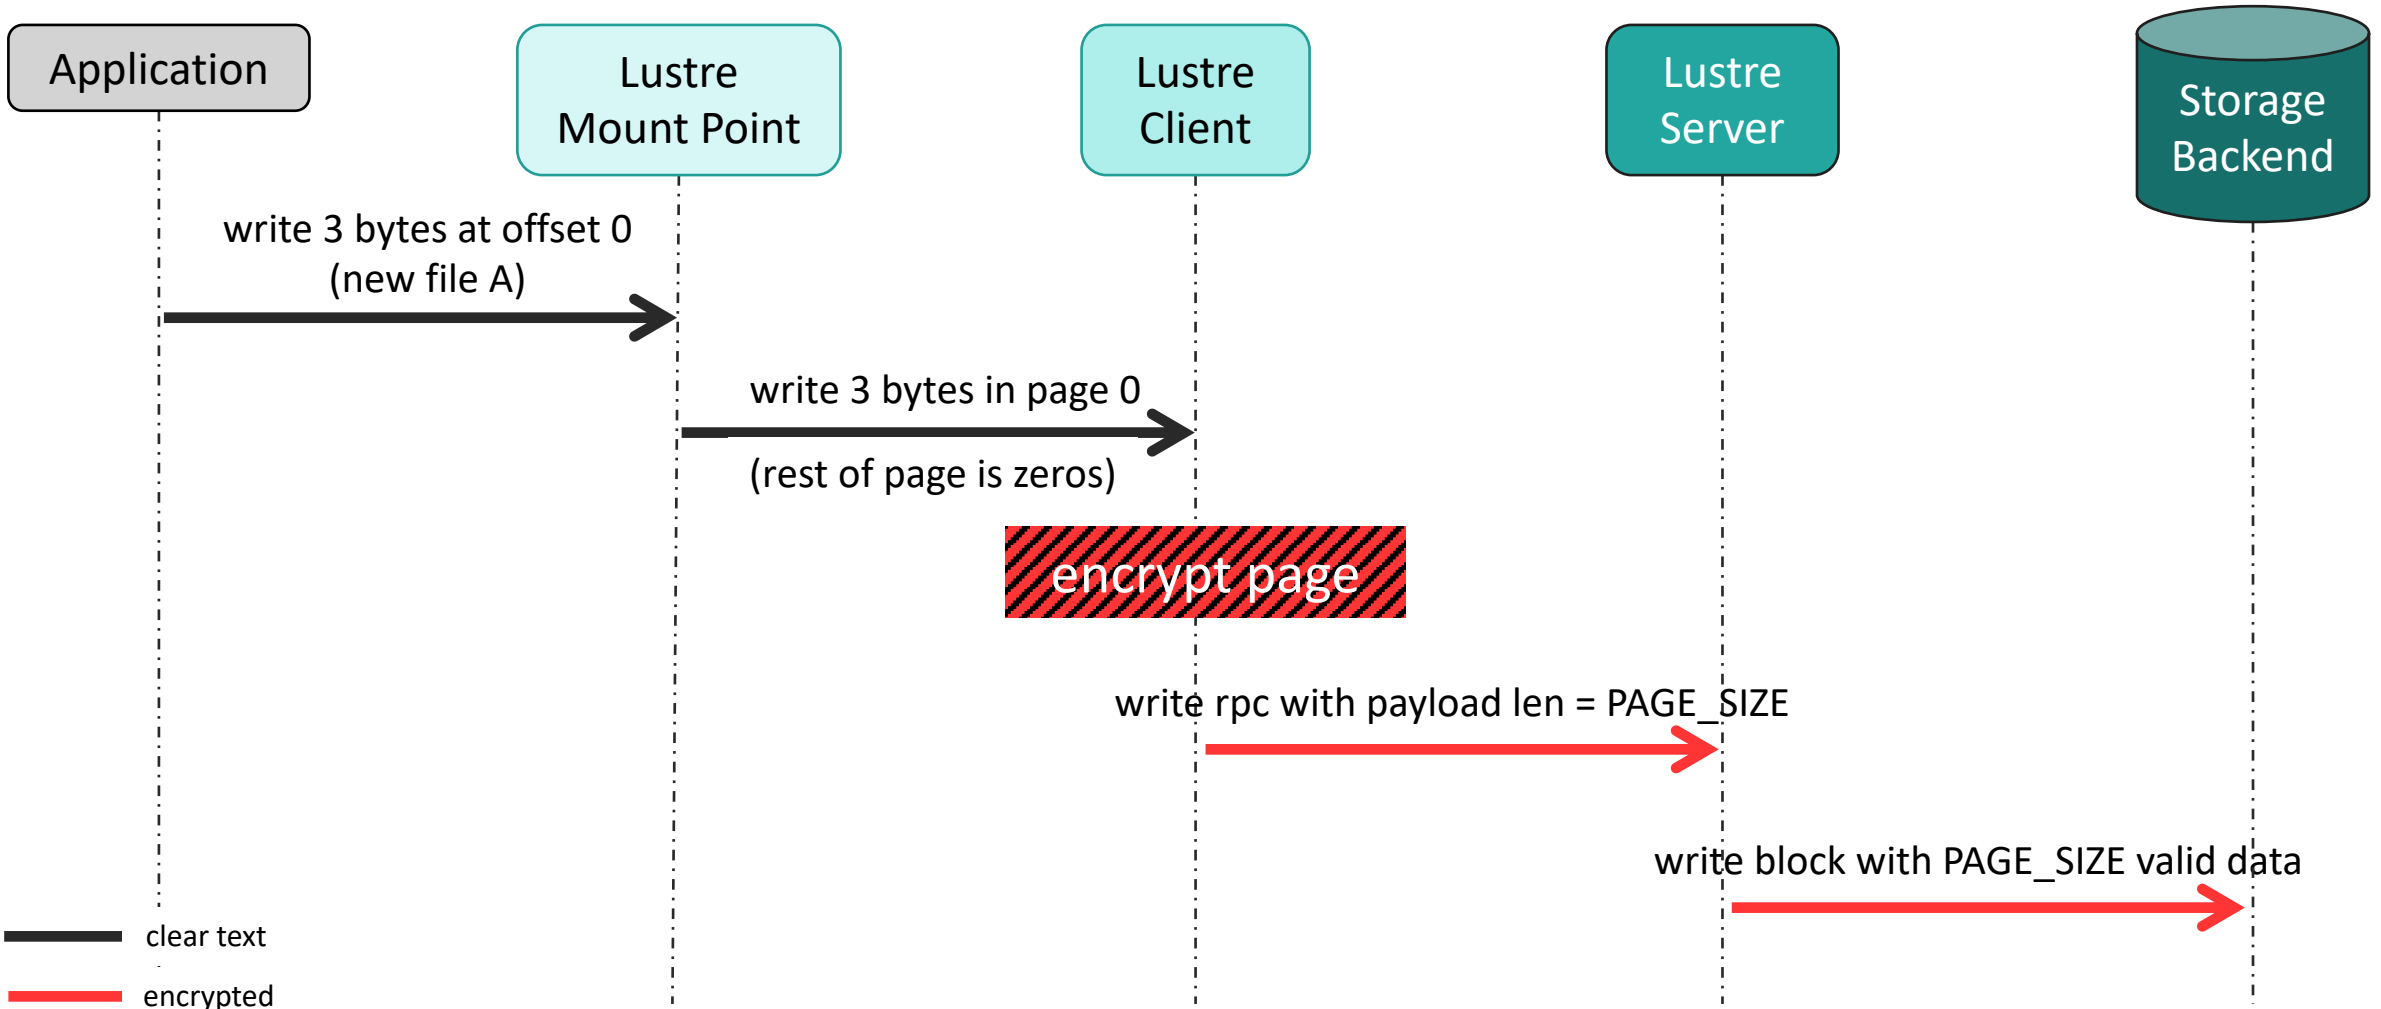 Application
Lustre
Mount Point
Lustre
Client
Lustre
Server
Storage
Backend
write 3 bytes at offset 0
(new file A)
write 3 bytes in page 0
(rest of page is zeros)
encrypt page
write rpc with payload len = PAGE_SIZE
write block with PAGE_SIZE valid data
clear text
encrypted